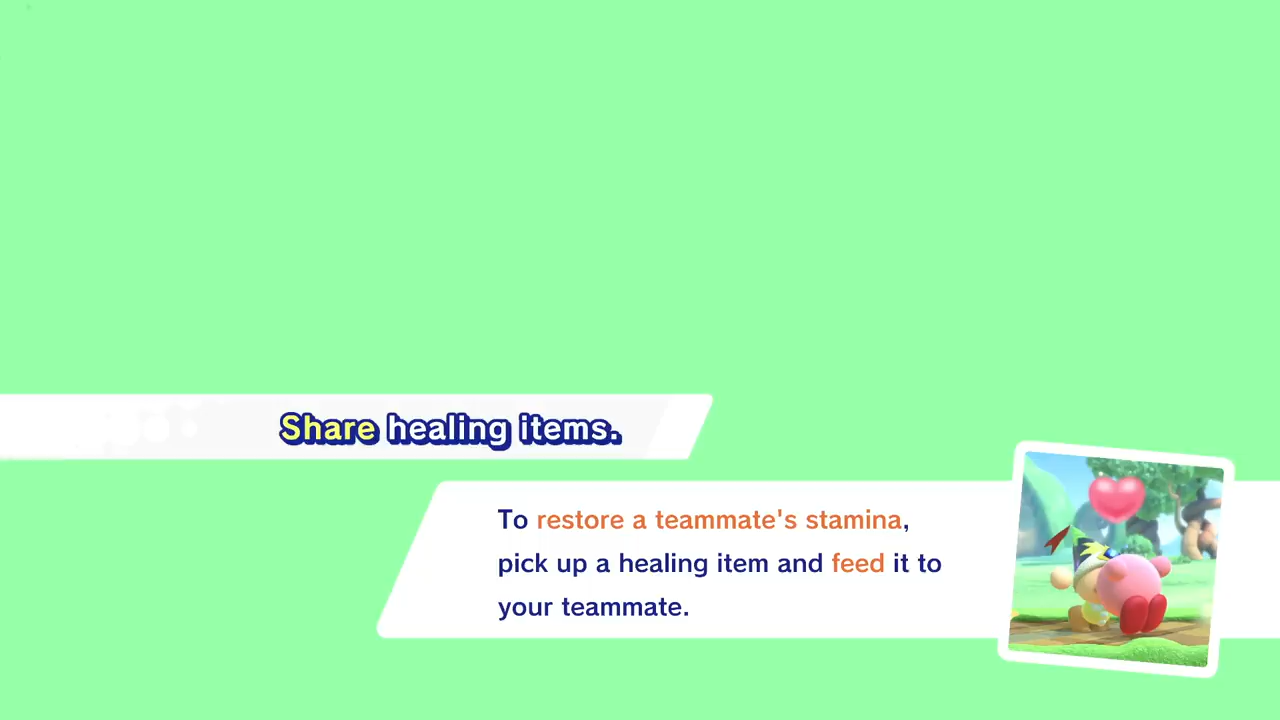 Share healing items.
To restore a teammate's stamina,
pick up a healing item and feed it to
your teammate.